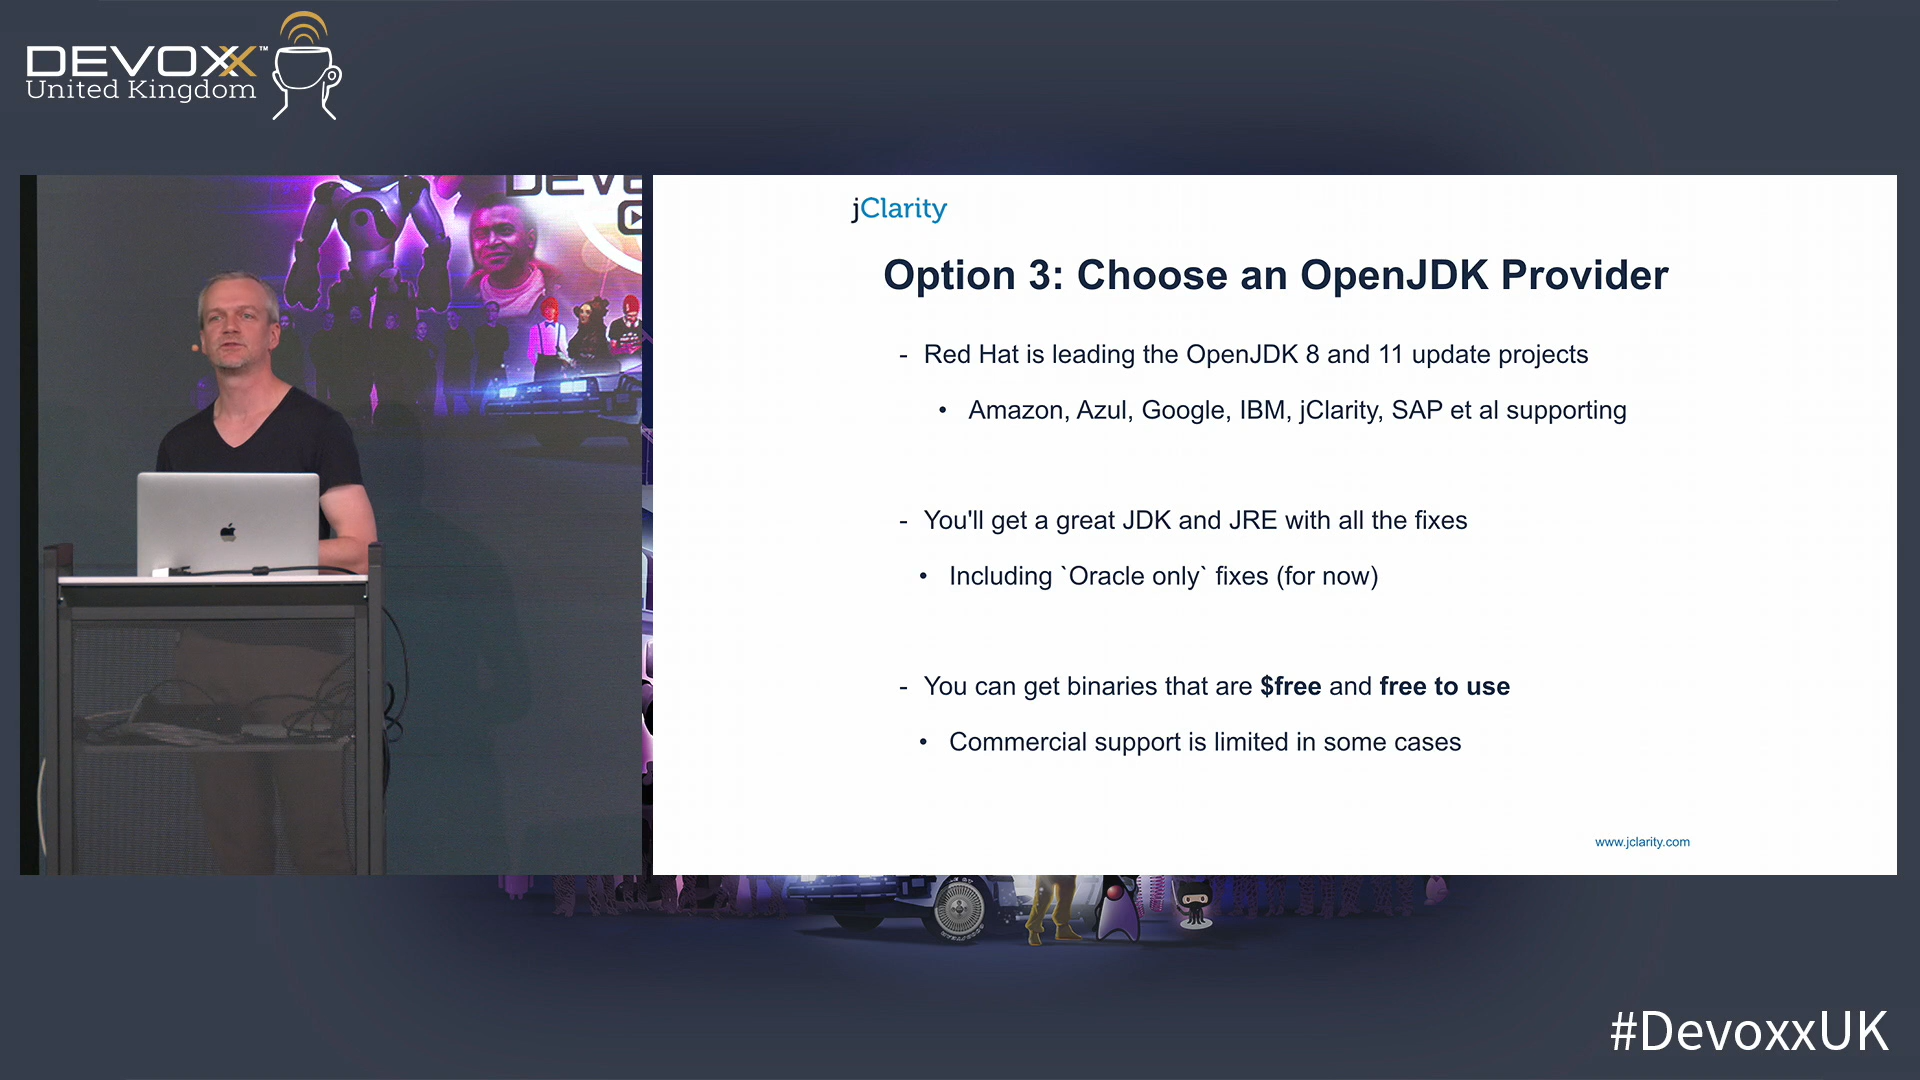 DEVOXX™
United Kingdom
DEVO
jClarity
Option 3: Choose an OpenJDK Provider
- Red Hat is leading the OpenJDK 8 and 11 update projects
• Amazon, Azul, Google, IBM, jClarity, SAP et al supporting
- You'll get a great JDK and JRE with all the fixes
• Including `Oracle only` fixes (for now)
- You can get binaries that are $free and free to use
• Commercial support is limited in some cases
www.jclarity.com
#DevoxxUK